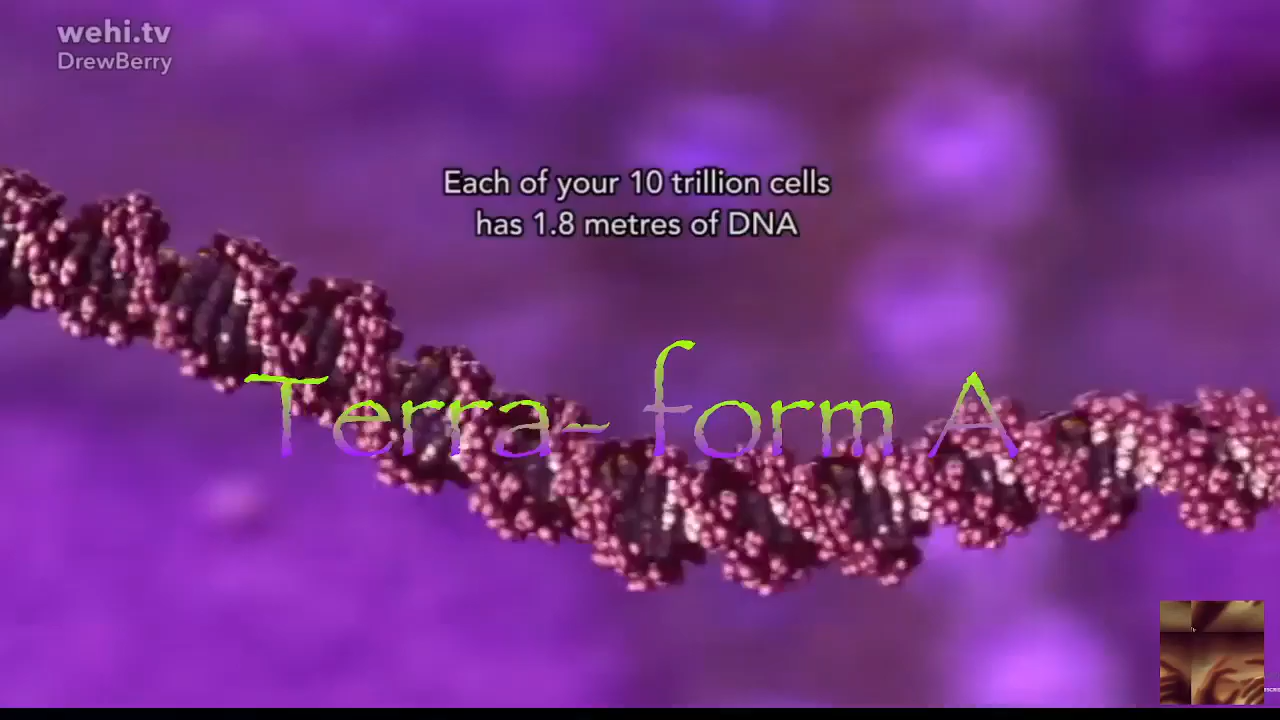 wehi.tv
DrewBerry
Each of your 10 trillion cells
has 1.8 metres of DNA
Terra- form A